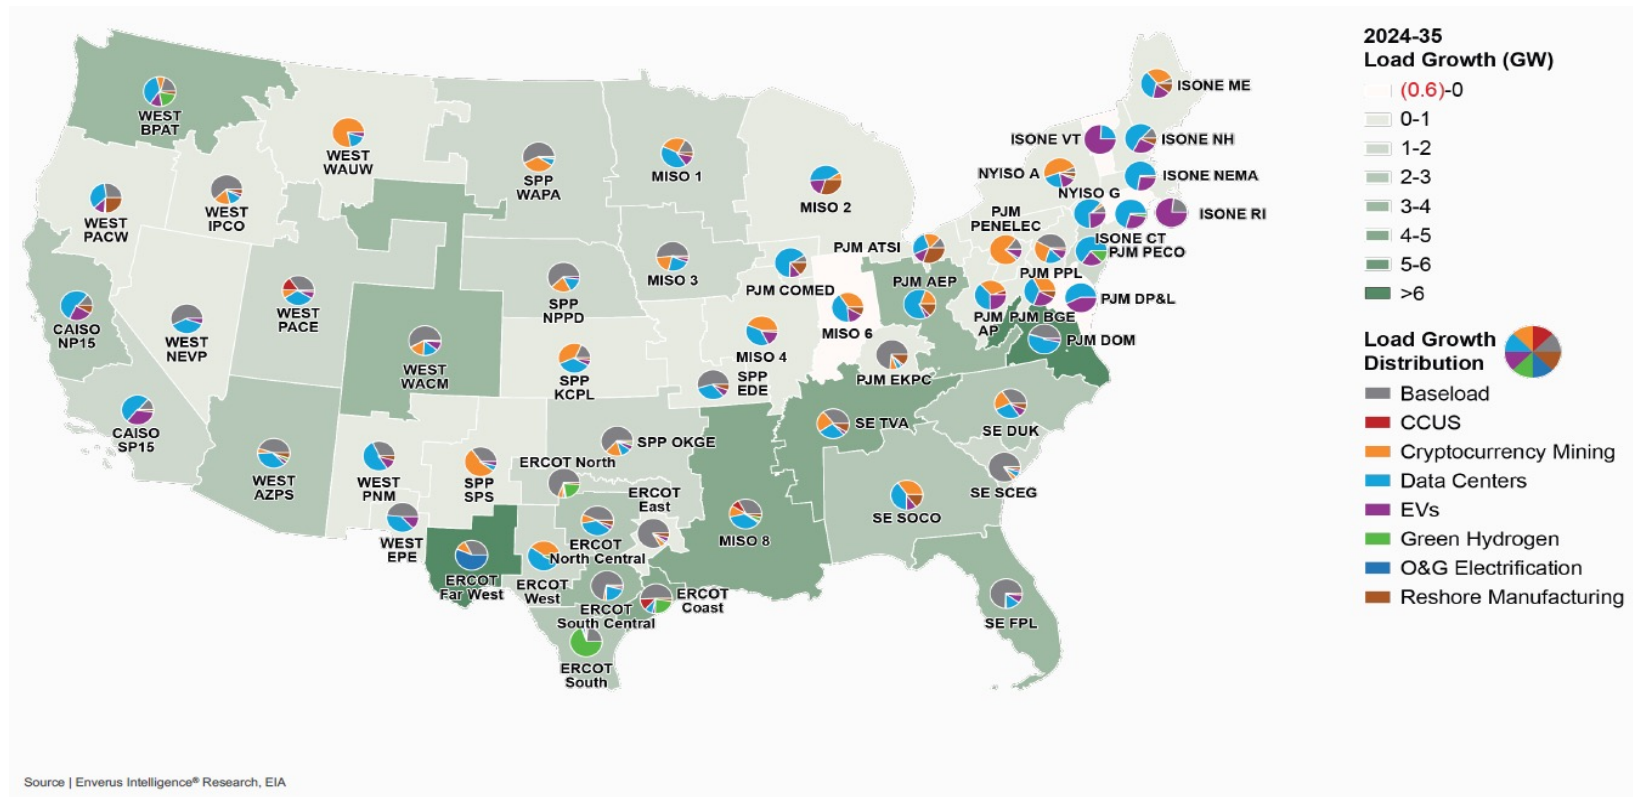 2024-35
Load Growth (GW)
(0.6)-0
0-1
1-2
2-3
3-4
4-5
5-6
>6
Load Growth
Distribution
Baseload
CCUS
Cryptocurrency Mining
Data Centers
EVs
Green Hydrogen
O&G Electrification
Reshore Manufacturing
WEST
BPAT
WEST
WAUW
WEST
PACW
WEST
IPCO
SPP
WAPA
MISO 1
MISO 2
ISONE ME
ISONE VT
ISONE NH
NYISO A
ISONE NEMA
NYISO G
ISONE RI
ISONE CT
PJM
PENELEC
PJM ATSI
PJM PECO
PJM PPL
CAISO
NP15
WEST
NEVP
WEST
PACE
WEST
WACM
SPP
NPPD
MISO 3
PJM COMED
PJM AEP
PJM DP&L
PJM
AP
PJM BGE
PJM DOM
MISO 6
MISO 4
SPP
KCPL
SPP
EDE
PJM EKPC
CAISO
SP15
WEST
AZPS
WEST
PNM
SPP
SPS
SPP OKGE
SE TVA
SE DUK
SE SCEG
SE SOCO
ERCOT North
ERCOT
East
WEST
EPE
ERCOT
Far West
ERCOT
West
ERCOT
North Central
MISO 8
ERCOT
South Central
ERCOT
Coast
ERCOT
South
SE FPL
Source | Enverus Intelligence® Research, EIA